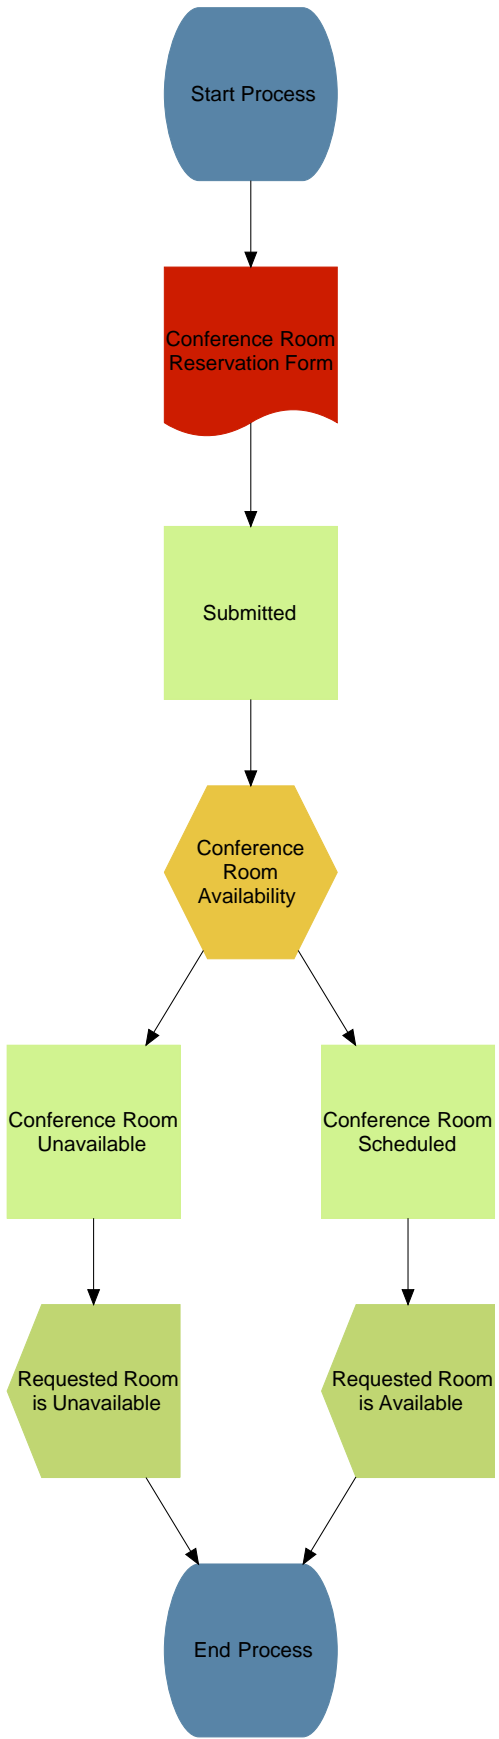 Start Process
Conference Room
Reservation Form
Submitted
Conference
Room
Availability
Conference Room
Unavailable
Conference Room
Scheduled
Requested Room
is Unavailable
Requested Room
is Available
End Process